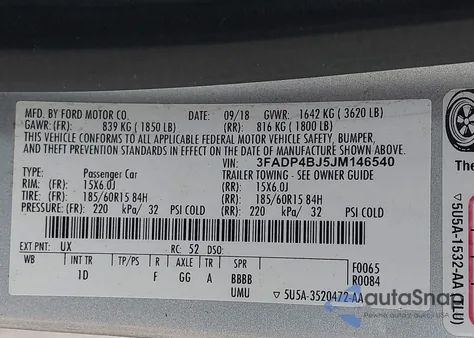 MFD. BY FORD MOTOR CO. DATE: 09/18 GVWR: 1642 KG ( 3620 LB)
GAWR: (FR): 839 KG ( 1850 LB) (RR): 816 KG ( 1800 LB)
THIS VEHICLE CONFORMS TO ALL APPLICABLE FEDERAL MOTOR VEHICLE SAFETY, BUMPER,
AND THEFT PREVENTION STANDARDS IN EFFECT ON THE DATE OF MANUFACTURE SHOWN ABOVE.
VIN: 3FADP4BJ5JM146540
TYPE: Passenger Car TRAILER TOWING - SEE OWNER GUIDE
RIM: (FR) 15X6.0J (RR): 15X6.0J
TIRE: (FR) 185/60R15 84H (RR): 185/60R15 84H
PRESSURE: (FR): 220 kPa/ 32 PSI COLD (RR): 220 kPa/ 32 PSI COLD
EXT PNT: UX RC: 52 DSO:
WB INT TR TP/PS R AXLE TR SPR F0065
1D F GG A BBBB R0084
UMU ▽ 5U5A-3520472-AA
The
▽ 5U5A-1532-AA (TLU)
autoSnap